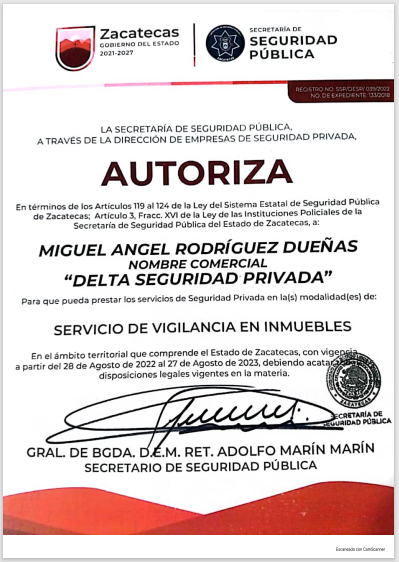 Zacatecas
GOBIERNO DEL ESTADO
2021-2027
SECRETARÍA DE
SEGURIDAD
PÚBLICA
REGISTRO NO. SSP/DESP/ 039/2022
NO. DE EXPEDIENTE: 133/2018
LA SECRETARÍA DE SEGURIDAD PÚBLICA,
A TRAVÉS DE LA DIRECCIÓN DE EMPRESAS DE SEGURIDAD PRIVADA,
AUTORIZA
En términos de los Artículos 119 al 124 de la Ley del Sistema Estatal de Seguridad Pública
de Zacatecas; Artículo 3, Fracc. XVI de la Ley de las Instituciones Policiales de la
Secretaría de Seguridad Pública del Estado de Zacatecas, a:
MIGUEL ANGEL RODRÍGUEZ DUEÑAS
NOMBRE COMERCIAL
“DELTA SEGURIDAD PRIVADA”
Para que pueda prestar los servicios de Seguridad Privada en la(s) modalidad(es) de:
SERVICIO DE VIGILANCIA EN INMUEBLES
En el ámbito territorial que comprende el Estado de Zacatecas, con vigencia
a partir del 28 de Agosto de 2022 al 27 de Agosto de 2023, debiendo acatar
disposiciones legales vigentes en la materia.
ZACATECAS
SECRETARÍA DE
SEGURIDAD PÚBLICA
GRAL. DE BGDA. D.E.M. RET. ADOLFO MARÍN MARÍN
SECRETARIO DE SEGURIDAD PÚBLICA
Escaneado con CamScanner